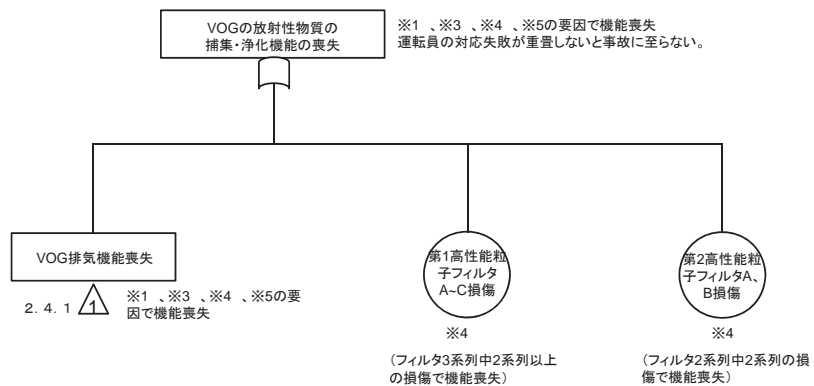 VOGの放射性物質の
捕集・浄化機能の喪失
※1 、※3 、※4 、※5の要因で機能喪失
運転員の対応失敗が重畳しないと事故に至らない。
VOG排気機能喪失
2.4.1
1
※1 、※3 、※4 、※5の要
因で機能喪失
第1高性能粒
子フィルタ
A~C損傷
※4
(フィルタ3系列中2系列以上
の損傷で機能喪失)
第2高性能粒
子フィルタA、
B損傷
※4
(フィルタ2系列中2系列の損
傷で機能喪失)